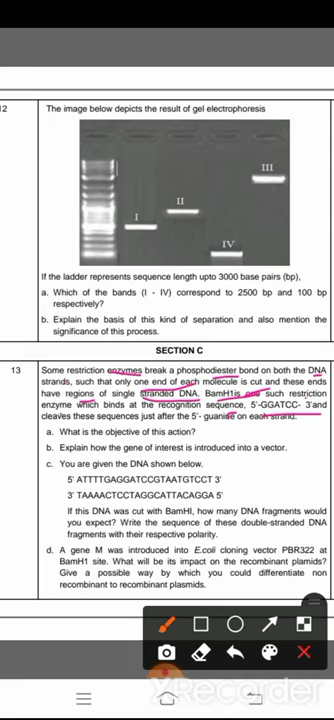 12
The image below depicts the result of gel electrophoresis
I
II
III
IV
If the ladder represents sequence length upto 3000 base pairs (bp),
a. Which of the bands (I - IV) correspond to 2500 bp and 100 bp
respectively?
b. Explain the basis of this kind of separation and also mention the
significance of this process.
SECTION C
13
Some restriction enzymes break a phosphodiester bond on both the DNA
strands, such that only one end of each molecule is cut and these ends
have regions of single stranded DNA. BamH1is one such restriction
enzyme which binds at the recognition sequence, 5'-GGATCC- 3'and
cleaves these sequences just after the 5'- guanine on each strand.
a. What is the objective of this action?
b. Explain how the gene of interest is introduced into a vector.
c. You are given the DNA shown below.
5' ATTTTGAGGATCCGTAATGTCCT 3'
3' TAAAACTCCTAGGCATTACAGGA 5'
If this DNA was cut with BamHI, how many DNA fragments would
you expect? Write the sequence of these double-stranded DNA
fragments with their respective polarity.
d. A gene M was introduced into E.coli cloning vector PBR322 at
BamH1 site. What will be its impact on the recombinant plamids?
Give a possible way by which you could differentiate non
recombinant to recombinant plasmids.
XRecorder